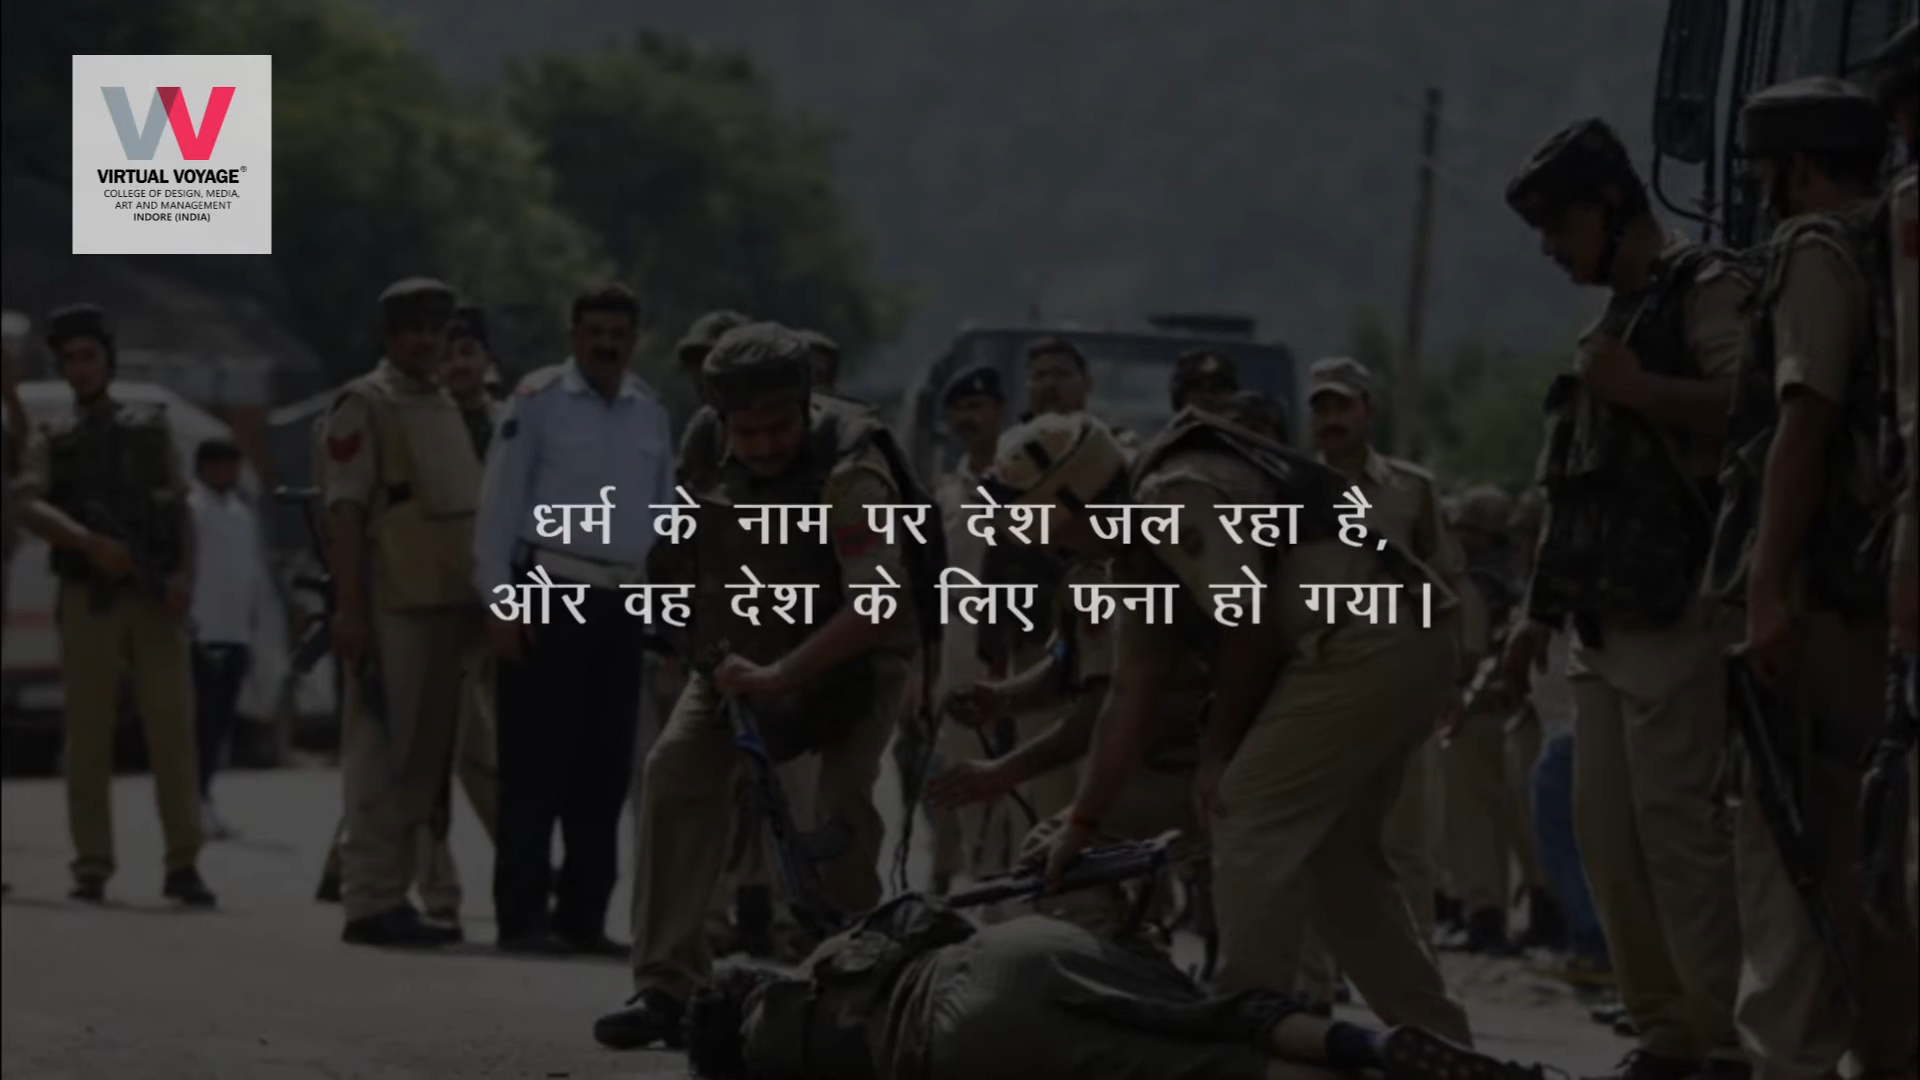 VIRTUAL VOYAGE®
COLLEGE OF DESIGN, MEDIA,
ART AND MANAGEMENT
INDORE (INDIA)
धर्म के नाम पर देश जल रहा है,
और वह देश के लिए फना हो गया।